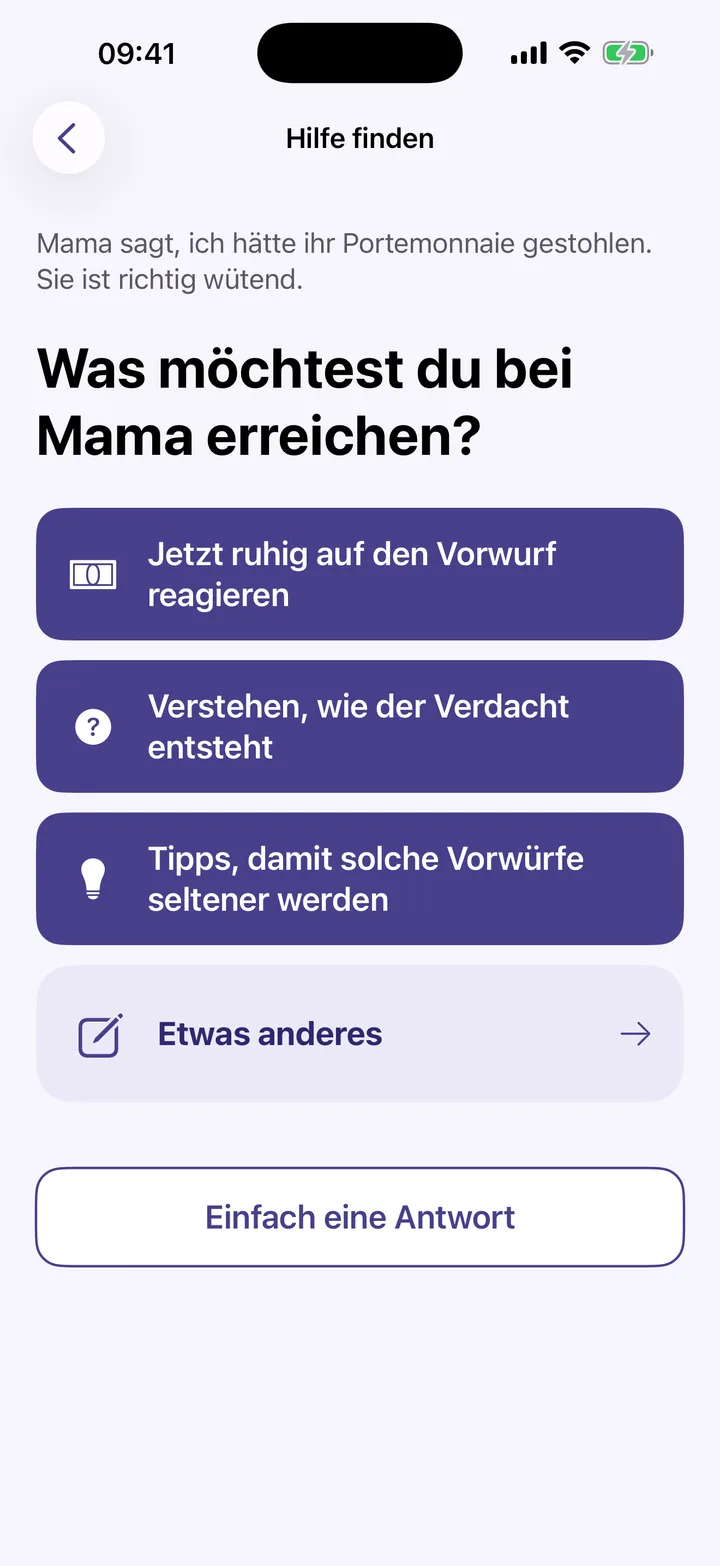 09:41
Hilfe finden
Mama sagt, ich hätte ihr Portemonnaie gestohlen.
Sie ist richtig wütend.
Was möchtest du bei
Mama erreichen?
Jetzt ruhig auf den Vorwurf
reagieren
?
Verstehen, wie der Verdacht
entsteht
Tipps, damit solche Vorwürfe
seltener werden
Etwas anderes
Einfach eine Antwort